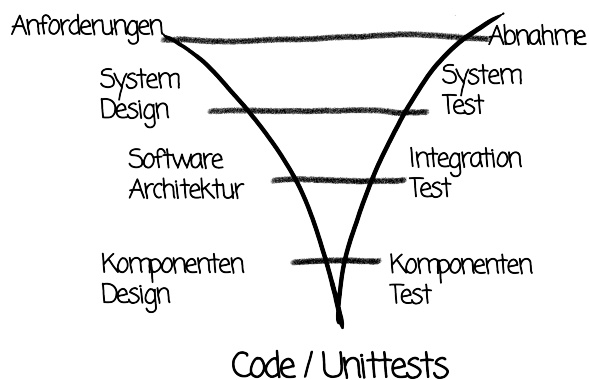 Anforderungen
Abnahme
System
Design
System
Test
Software
Architektur
Integration
Test
Komponenten
Design
Komponenten
Test
Code / Unittests